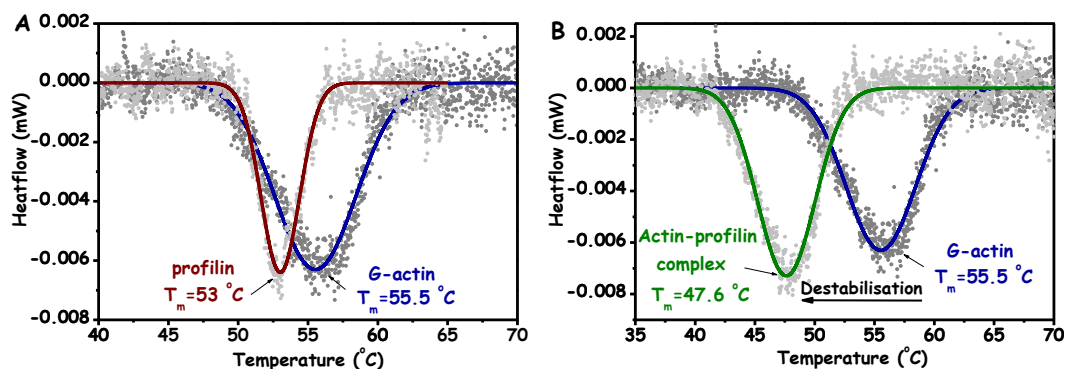 A
0.002
0.000
-0.002
-0.004
-0.006
-0.008
Heatflow (mW)
profilin
Tm=53 °C
G-actin
Tm=55.5 °C
40 45 50 55 60 65 70
Temperature (°C)
B
0.002
0.000
-0.002
-0.004
-0.006
-0.008
Heatflow (mW)
Actin-profilin
complex
Tm=47.6 °C
G-actin
Tm=55.5 °C
Destabilisation
35 40 45 50 55 60 65 70
Temperature (°C)